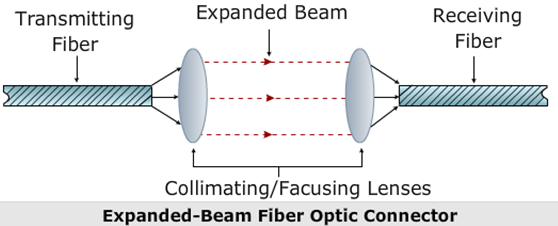 Transmitting
Fiber
Expanded Beam
Receiving
Fiber
Collimating/Facusing Lenses
Expanded-Beam Fiber Optic Connector